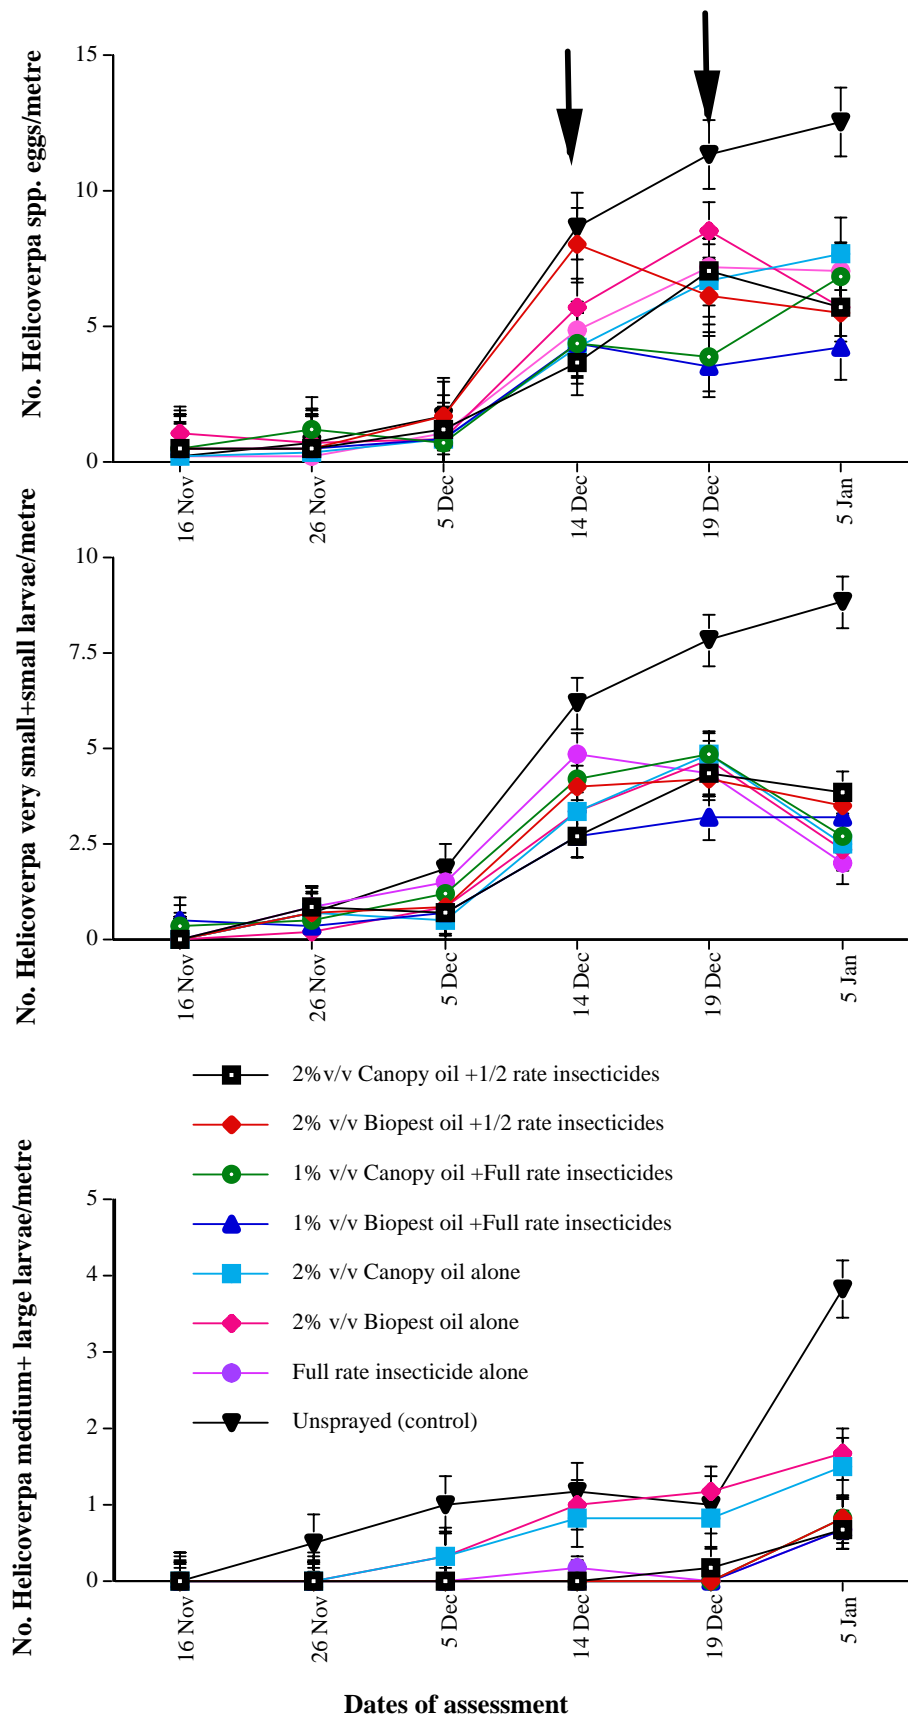 No. Helicoverpa spp. eggs/metre
15
10
5
0
16 Nov
26 Nov
5 Dec
14 Dec
19 Dec
5 Jan
No. Helicoverpa very small+small larvae/metre
10
7.5
5
2.5
0
16 Nov
26 Nov
5 Dec
14 Dec
19 Dec
5 Jan
2%v/v Canopy oil +1/2 rate insecticides
2% v/v Biopest oil +1/2 rate insecticides
1% v/v Canopy oil +Full rate insecticides
1% v/v Biopest oil +Full rate insecticides
2% v/v Canopy oil alone
2% v/v Biopest oil alone
Full rate insecticide alone
Unsprayed (control)
No. Helicoverpa medium+ large larvae/metre
5
4
3
2
1
0
16 Nov
26 Nov
5 Dec
14 Dec
19 Dec
5 Jan
Dates of assessment